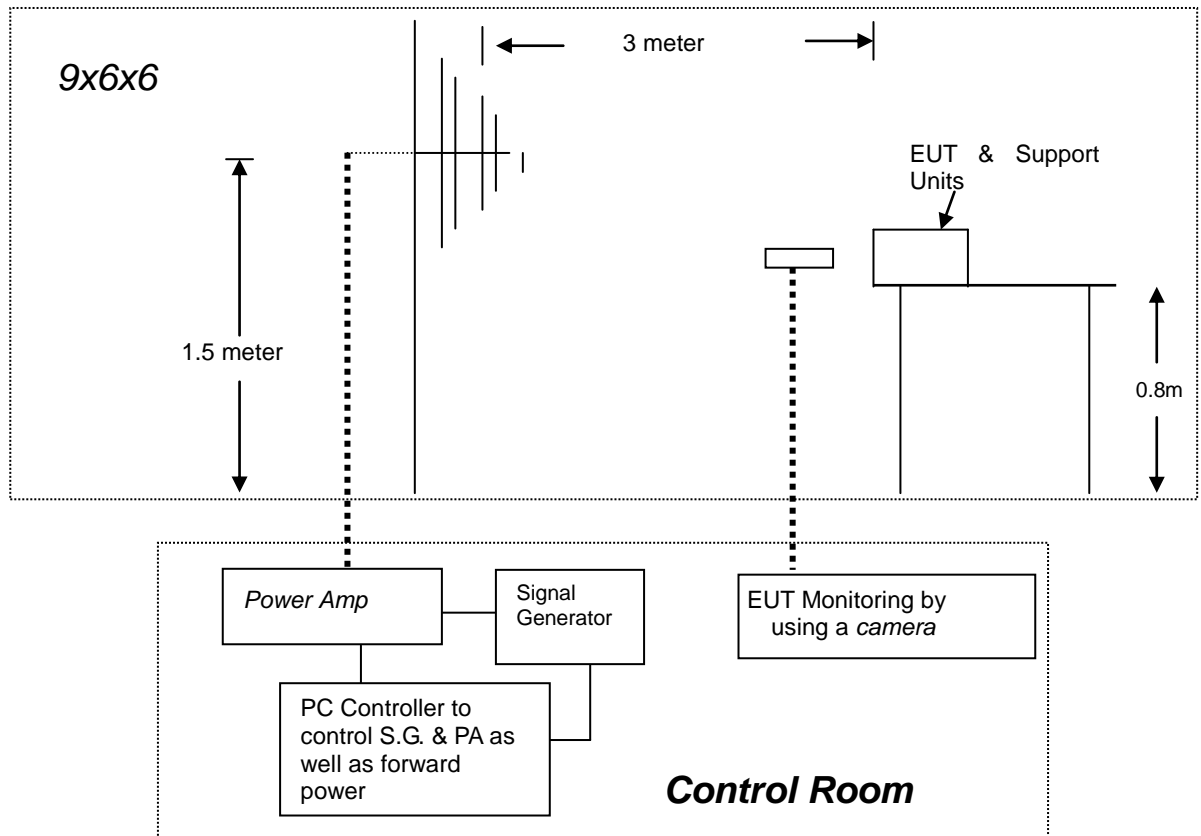 3 meter
9x6x6
EUT & Support
Units
1.5 meter
0.8m
Power Amp
Signal
Generator
EUT Monitoring by
using a camera
PC Controller to
control S.G. & PA as
well as forward
power
Control Room